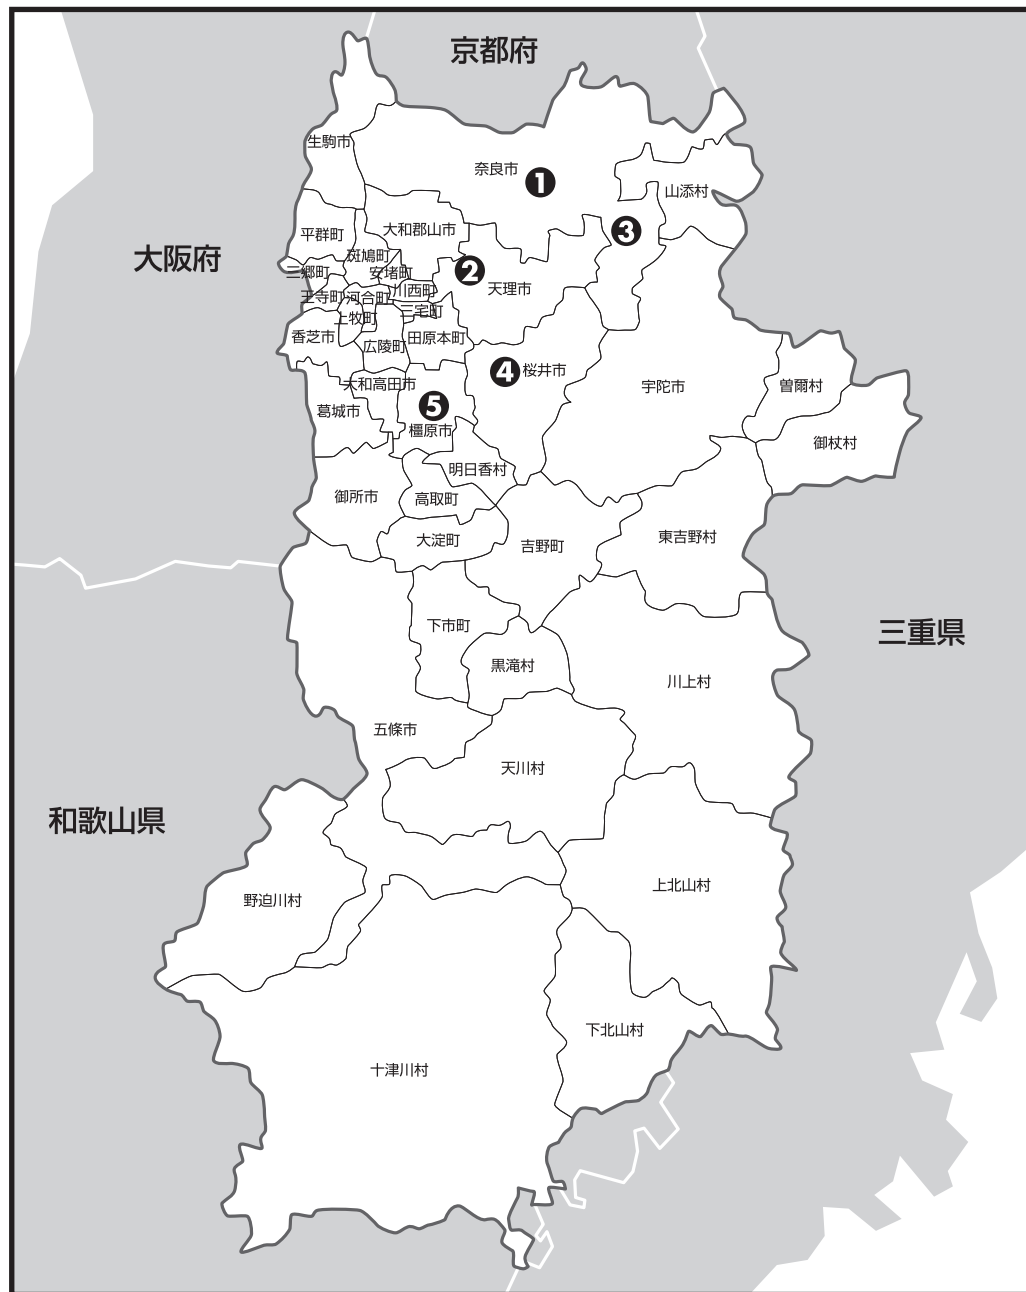 京都府
生駒市
奈良市
❶
山添村
平群町
大和郡山市
❸
大阪府
斑鳩町
三郷町
安堵町
❷
天理市
川西町
王寺町
河合町
三宅町
上牧町
香芝市
広陵町
田原本町
❹
桜井市
大和高田市
宇陀市
曽爾村
葛城市
❺
橿原市
御杖村
明日香村
御所市
高取町
大淀町
吉野町
東吉野村
下市町
三重県
黒滝村
川上村
五條市
天川村
和歌山県
上北山村
野迫川村
下北山村
十津川村